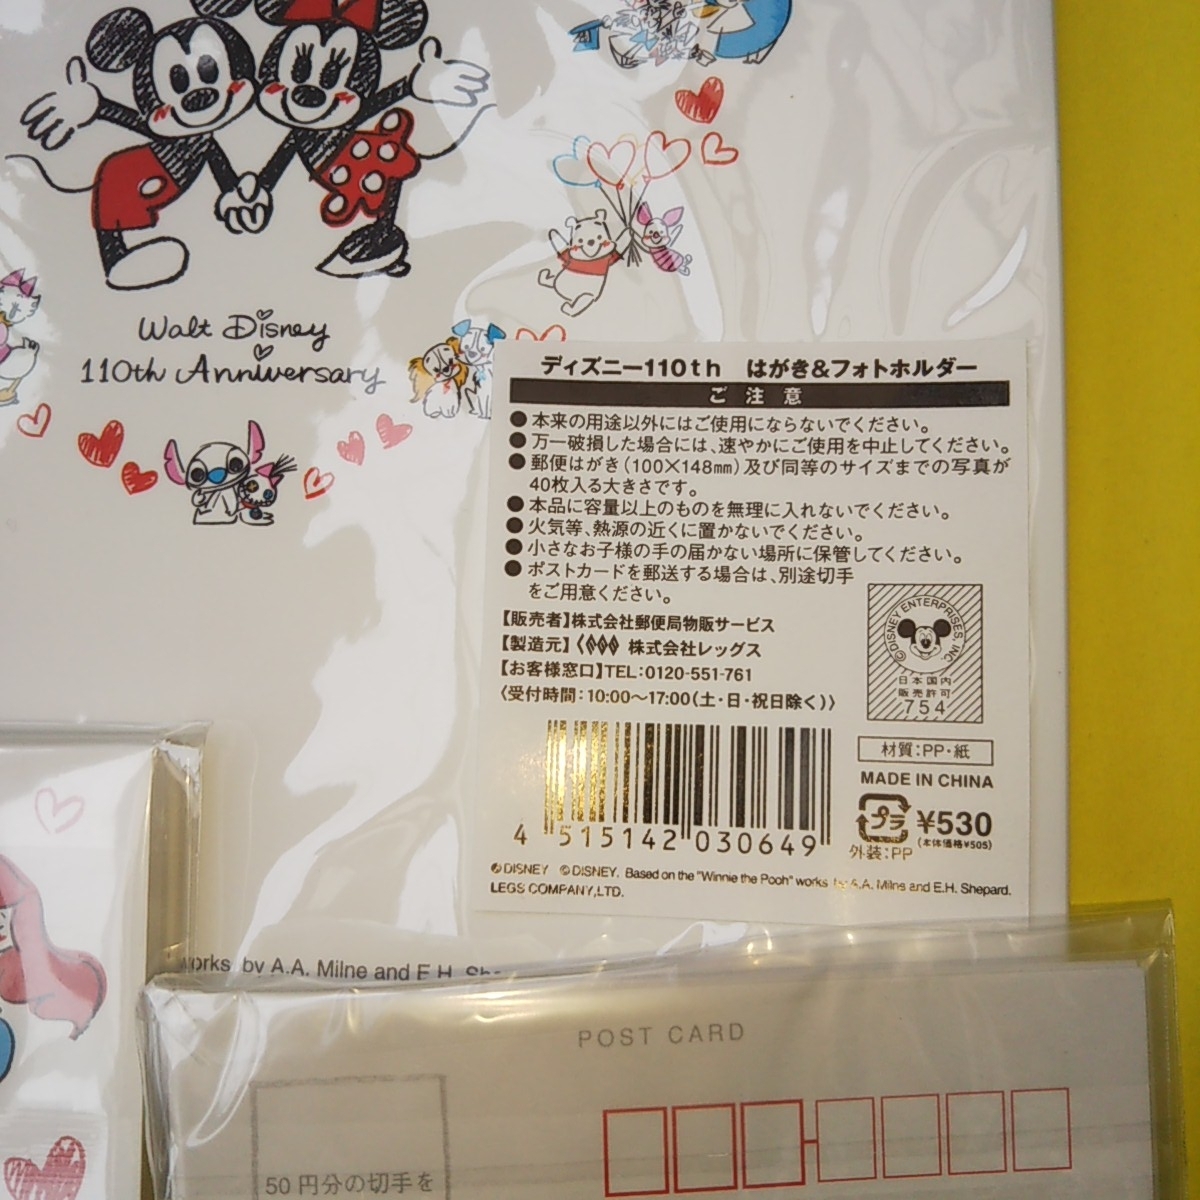 Walt Disney
110th Anniversary
ディズニー110th はがき&フォトホルダー
ご注意
●本来の用途以外にはご使用にならないでください。
●万一破損した場合には、速やかにご使用を中止してください。
●郵便はがき(100×148㎜)及び同等のサイズまでの写真が
40枚入る大きさです。
●本品に容量以上のものを無理に入れないでください。
●火気等、熱源の近くに置かないでください。
●小さなお子様の手の届かない場所に保管してください。
●ポストカードを郵送する場合は、別途切手
をご用意ください。
【販売者】株式会社郵便局物販サービス
【製造元】 株式会社レッグス
【お客様窓口】TEL:0120-551-761
〈受付時間:10:00〜17:00(土・日・祝日除く)〉
©DISNEY ENTERPRISES, INC
日本国内
販売許可
754
材質:PP・紙
MADE IN CHINA
プラ
¥530
(本体価格¥505)
外装:PP
4 515142 030649
©DISNEY ©DISNEY. Based on the "Winnie the Pooh" works by A.A. Milne and E.H. Shepard.
LEGS COMPANY,LTD.
works by A.A. Milne and E.H.
POST CARD
50円分の切手を